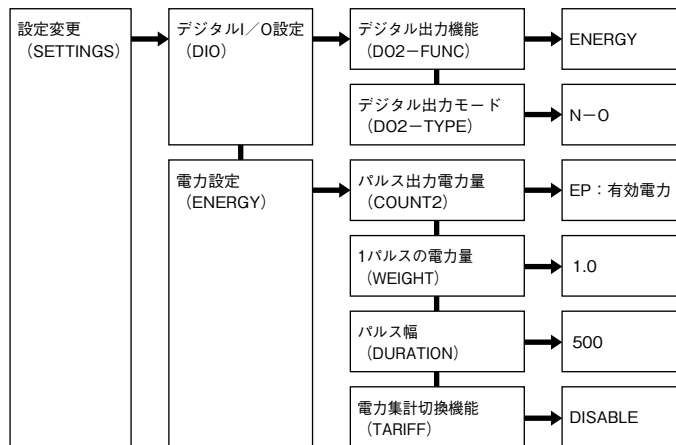 設定変更
（SETTINGS）
デジタルI／O設定
（DIO）
デジタル出力機能
（DO2－FUNC）
ENERGY
デジタル出力モード
（DO2－TYPE）
N－O
電力設定
（ENERGY）
パルス出力電力量
（COUNT2）
EP：有効電力
1パルスの電力量
（WEIGHT）
1.0
パルス幅
（DURATION）
500
電力集計切換機能
（TARIFF）
DISABLE